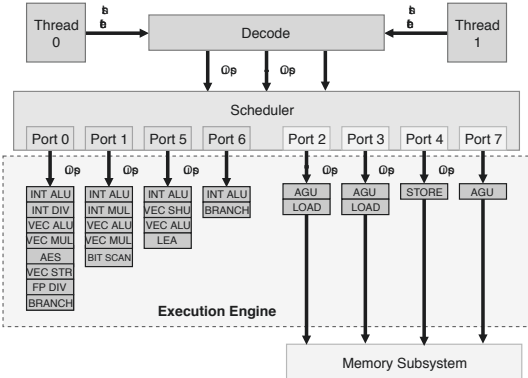 Thread
0
Decode
Thread
1
Scheduler
Port 0
Port 1
Port 5
Port 6
Port 2
Port 3
Port 4
Port 7
INT ALU
INT DIV
VEC ALU
VEC MUL
AES
VEC STR
FP DIV
BRANCH
INT ALU
INT MUL
VEC ALU
VEC MUL
BIT SCAN
INT ALU
VEC SHU
VEC ALU
LEA
INT ALU
BRANCH
AGU
LOAD
AGU
LOAD
STORE
AGU
Execution Engine
Memory Subsystem